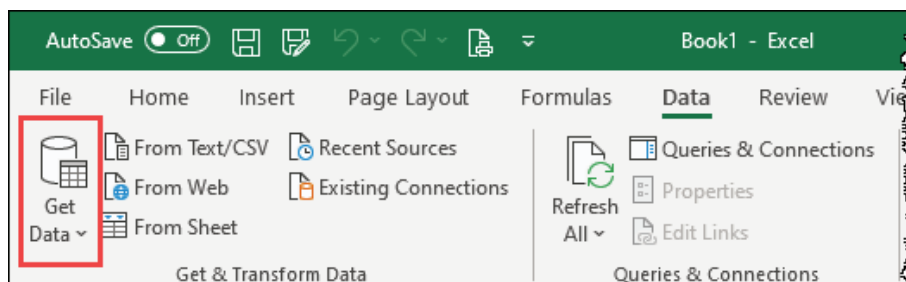 AutoSave Off Book1 - Excel
File Home Insert Page Layout Formulas Data Review
Get Data
From Text/CSV
From Web
From Sheet
Recent Sources
Existing Connections
Get & Transform Data
Refresh All
Queries & Connections
Properties
Edit Links
Queries & Connections